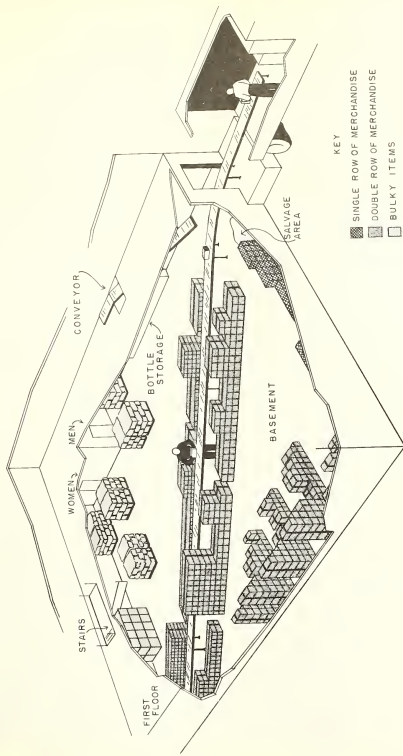 CONVEYOR
MEN
WOMEN
STAIRS
BOTTLE
STORAGE
FIRST
FLOOR
BASEMENT
SALVAGE
AREA
KEY
SINGLE ROW OF MERCHANDISE
DOUBLE ROW OF MERCHANDISE
BULKY ITEMS